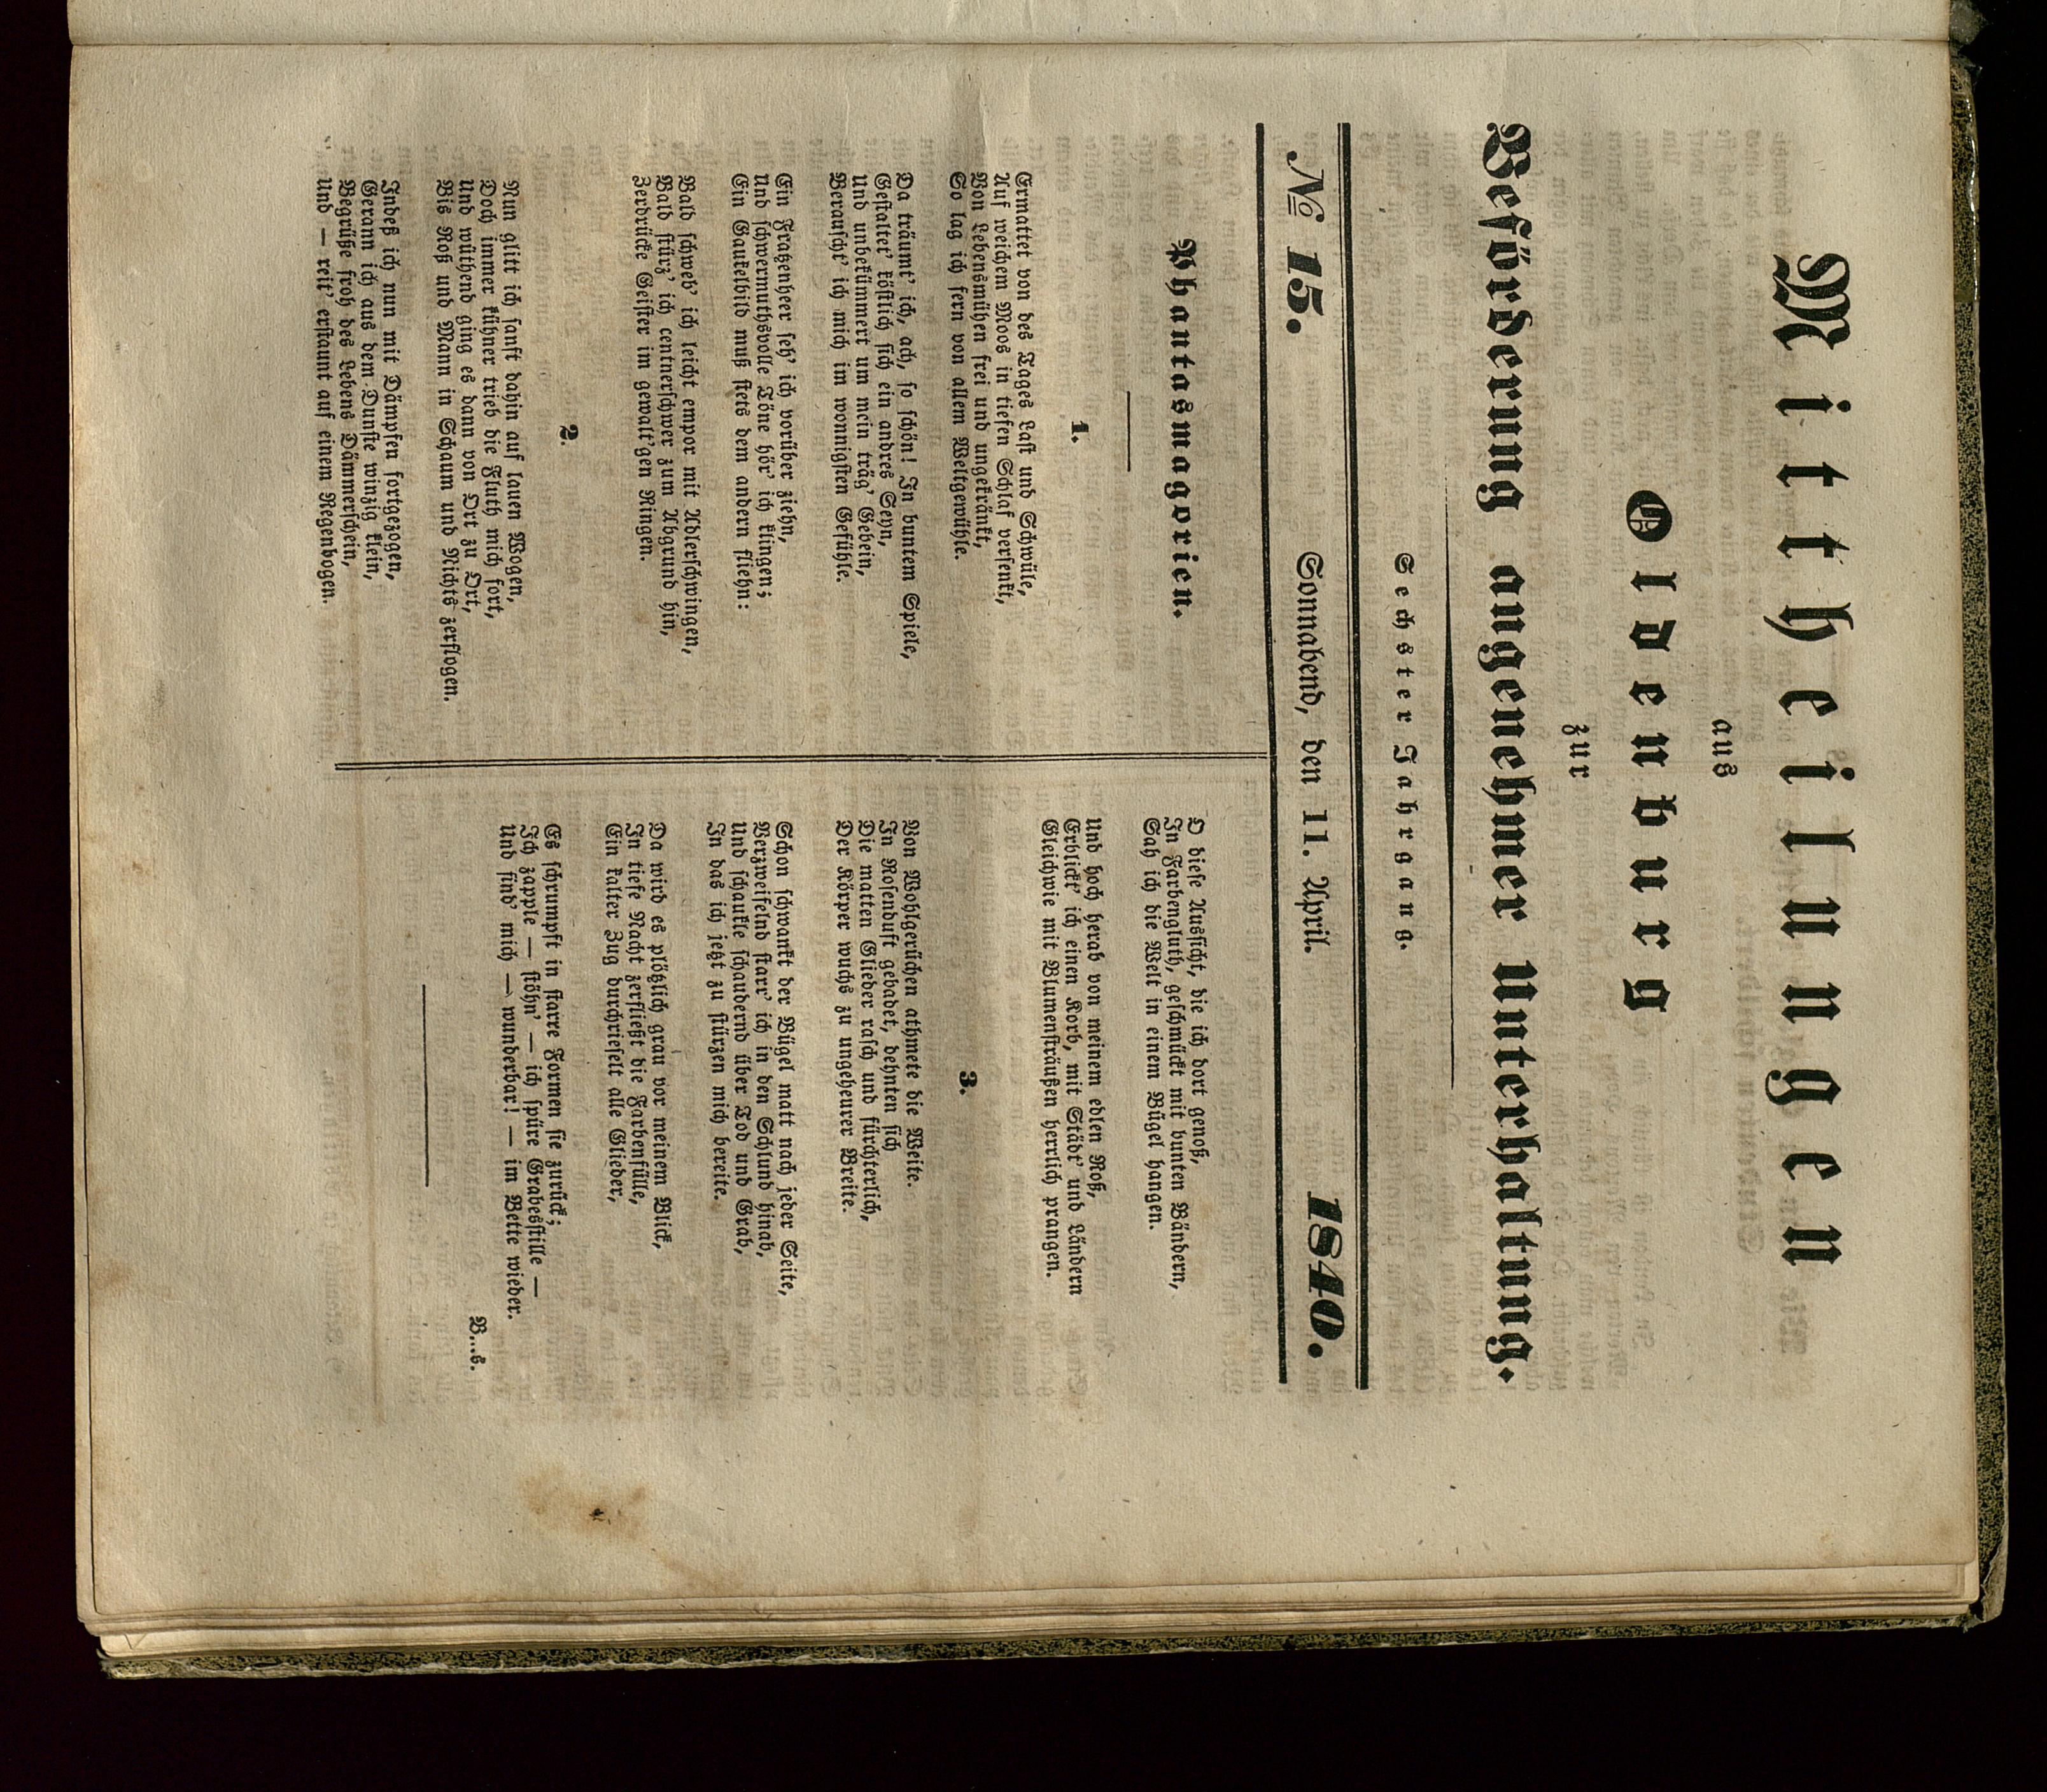 Mittheilungen
aus
Oldenburg
zur
Beförderung angenehmer Unterhaltung.
Sechster Jahrgang.
№ 15. Sonnabend, den 11. April. 1840.
Phantasmagorien.
1.
Ermattet von des Tages Last und Schwüle,
Auf weichem Moos in tiefen Schlaf versenkt,
Von Lebensmühen frei und ungekränkt,
So lag ich fern von allem Weltgewühle.
Da träumt' ich, ach, so schön! In buntem Spiele,
Gestaltet' köstlich sich ein andres Seyn,
Und unbekümmert um mein träg' Gebein,
Berauscht' ich mich im wonnigsten Gefühle.
Ein Fratzenheer seh' ich vorüber ziehn,
Und schwermuthsvolle Töne hör' ich klingen;
Ein Gaukelbild muß stets dem andern fliehn:
Bald schweb' ich leicht empor mit Adlerschwingen,
Bald stürz' ich centnerschwer zum Abgrund hin,
Zerdrücke Geister im gewalt'gen Ringen.
2.
Nun glitt ich sanft dahin auf lauen Wogen,
Doch immer kühner trieb die Fluth mich fort,
Und wüthend ging es dann von Ort zu Ort,
Bis Roß und Mann in Schaum und Nichts zerflogen.
Indeß ich nun mit Dämpfen fortgezogen,
Gerann ich aus dem Dunste winzig klein,
Begrüße froh des Lebens Dämmerschein,
Und — reit' erstaunt auf einem Regenbogen.
O diese Aussicht, die ich dort genoß,
In Farbengluth, geschmückt mit bunten Bändern,
Sah ich die Welt in einem Bügel hangen.
Und hoch herab von meinem edlen Roß,
Erblickt' ich einen Korb, mit Städt' und Ländern
Gleichwie mit Blumensträußen herrlich prangen.
3.
Von Wohlgerüchen athmete die Weite.
In Rosenduft gebadet, dehnten sich
Die matten Glieder rasch und fürchterlich,
Der Körper wuchs zu ungeheurer Breite.
Schon schwankt der Bügel matt nach jeder Seite,
Verzweifelnd starr' ich in den Schlund hinab,
Und schaukle schaudernd über Tod und Grab,
In das ich jetzt zu stürzen mich bereite.
Da wird es plötzlich grau vor meinem Blick,
In tiefe Nacht zerfließt die Farbenfülle,
Ein kalter Zug durchrieselt alle Glieder,
Es schrumpft in starre Formen sie zurück;
Ich zapple — stöhn' — ich spüre Grabesstille —
Und find' mich — wunderbar! — im Bette wieder.
B...s.